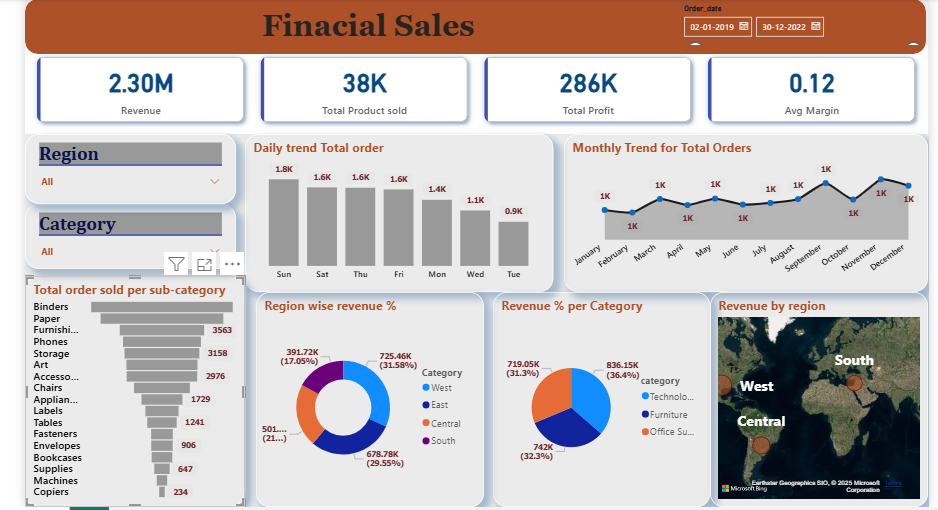 Order_date
Finacial Sales
02-01-2019 30-12-2022
2.30M
Revenue
38K
Total Product sold
286K
Total Profit
0.12
Avg Margin
Region
All
Category
All
Daily trend Total order
1.8K 1.6K 1.6K 1.6K 1.4K 1.1K 0.9K
Sun Sat Thu Fri Mon Wed Tue
Monthly Trend for Total Orders
1K 1K 1K 1K 1K 1K 1K 1K 1K 1K 1K 1K
January February March April May June July August September October November December
Total order sold per sub-category
Binders
Paper
Furnishi... 3563
Phones
Storage 3158
Art
Accesso... 2976
Chairs
Applian... 1729
Labels
Tables 1241
Fasteners
Envelopes 906
Bookcases
Supplies 647
Machines
Copiers 234
Region wise revenue %
391.72K
(17.05%)
725.46K
(31.58%)
501....
(21...)
678.78K
(29.55%)
Category
West
East
Central
South
Revenue % per Category
719.05K
(31.3%)
836.15K
(36.4%)
742K
(32.3%)
category
Technolo...
Furniture
Office Su...
Revenue by region
South
West
Central
Microsoft Bing
Earthstar Geographics SIO, © 2025 Microsoft Corporation Terms